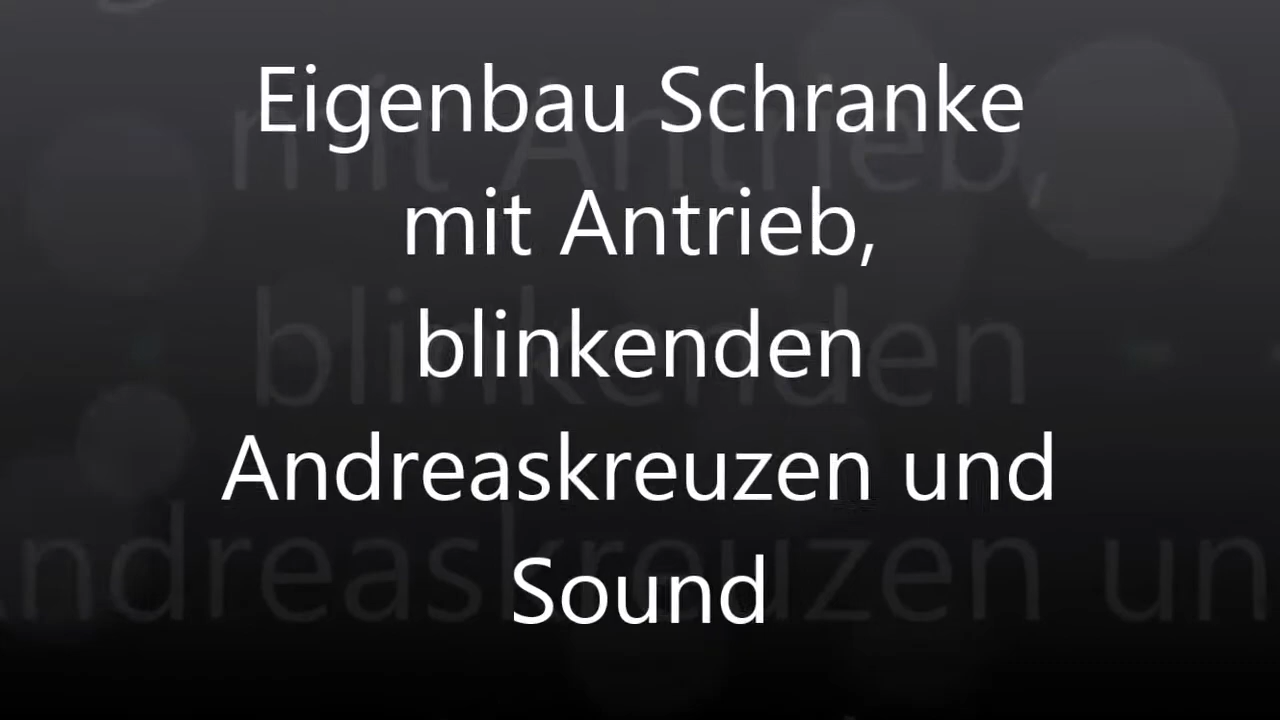 Eigenbau Schranke
mit Antrieb,
blinkenden
Andreaskreuzen und
Sound